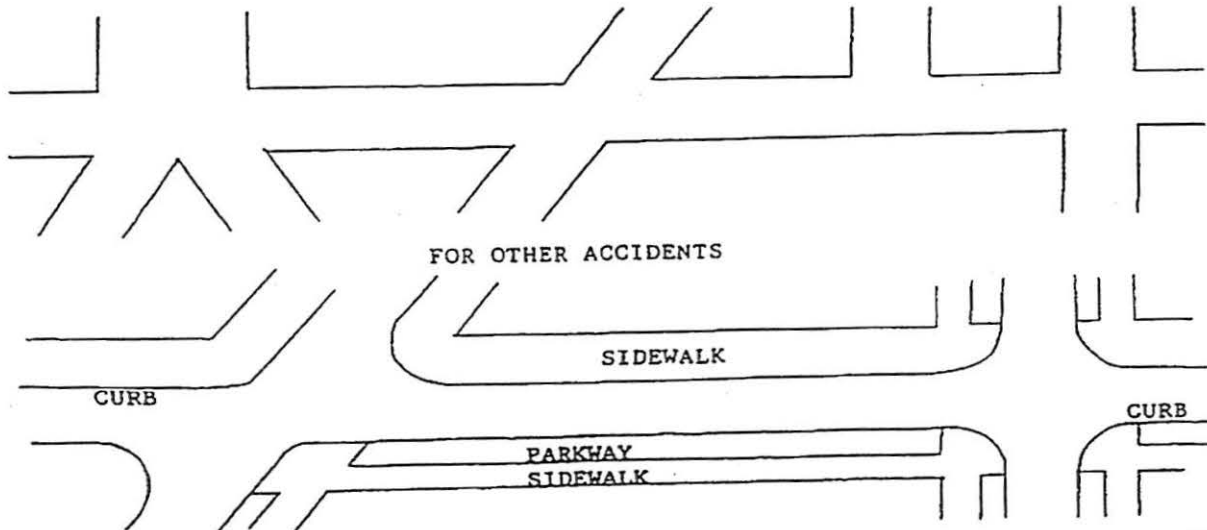 FOR OTHER ACCIDENTS
SIDEWALK
CURB
CURB
PARKWAY
SIDEWALK